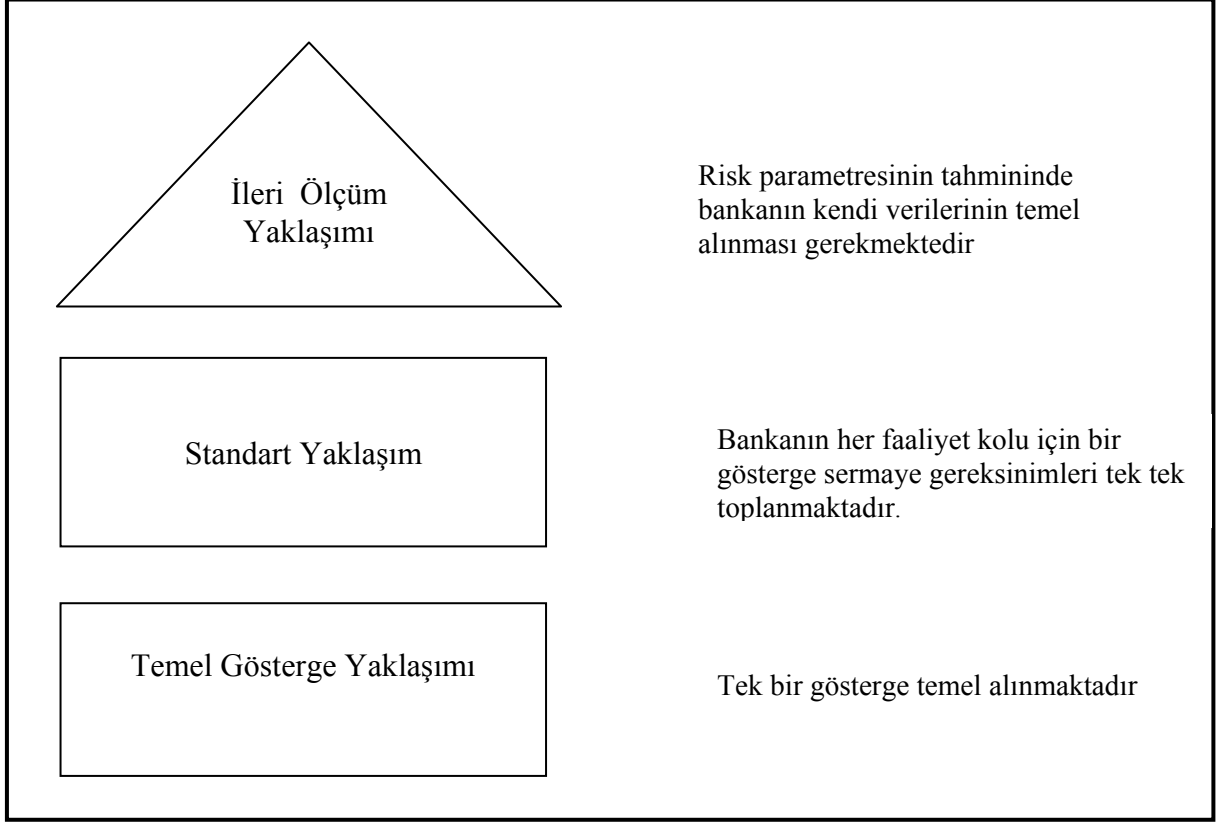 İleri Ölçüm
Yaklaşımı
Risk parametresinin tahmininde
bankanın kendi verilerinin temel
alınması gerekmektedir
Standart Yaklaşım
Bankanın her faaliyet kolu için bir
gösterge sermaye gereksinimleri tek tek
toplanmaktadır.
Temel Gösterge Yaklaşımı
Tek bir gösterge temel alınmaktadır